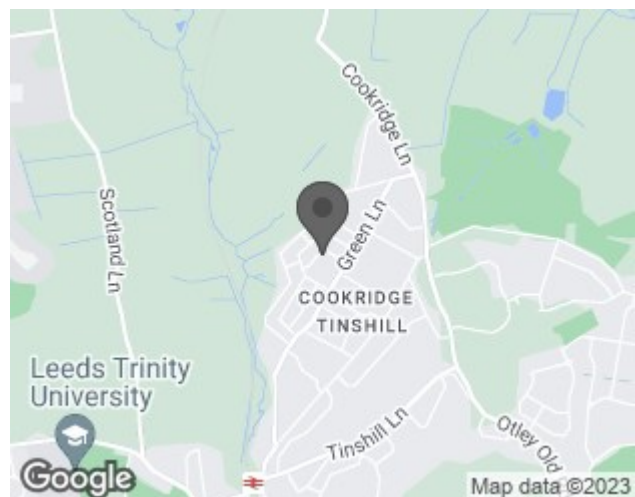 Cookridge Ln
Scotland Ln
Green Ln
COOKRIDGE
TINSHILL
Leeds Trinity
University
Tinshill Ln
Otley Old
Google
Map data ©2023